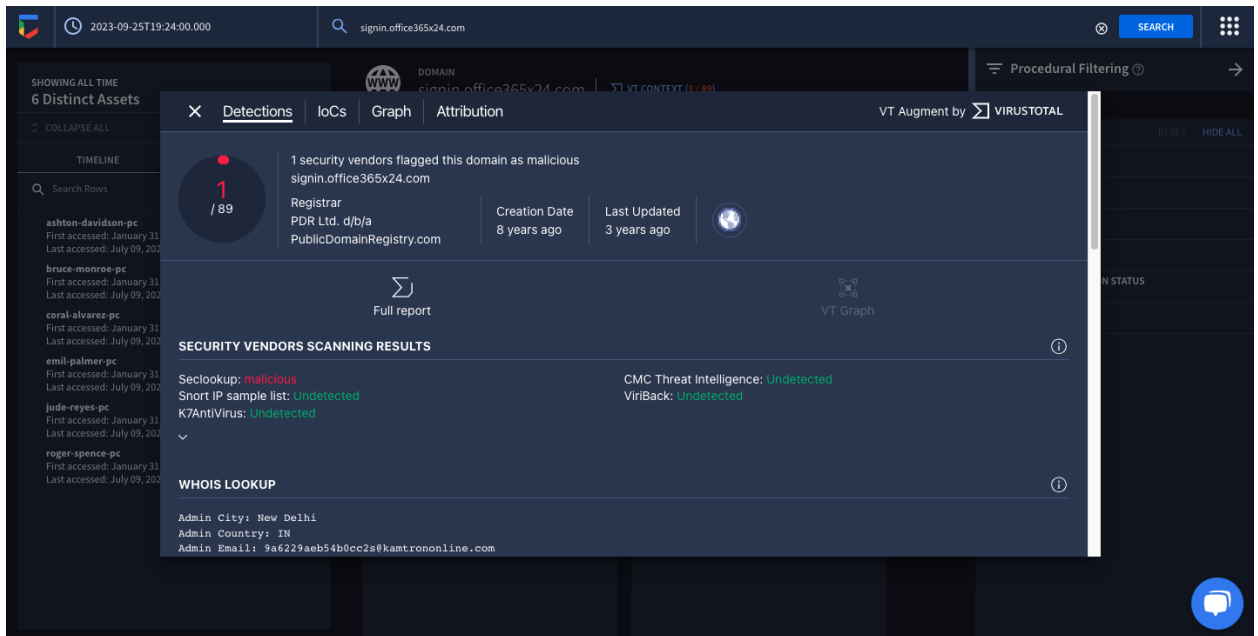 2023-09-25T19:24:00.000
signin.office365x24.com
SEARCH
SHOWING ALL TIME
6 Distinct Assets
COLLAPSE ALL
TIMELINE
Search Rows
ashton-davidson-pc
First accessed: January 31
Last accessed: July 09, 202
bruce-monroe-pc
First accessed: January 31
Last accessed: July 09, 202
coral-alvarez-pc
First accessed: January 31
Last accessed: July 09, 202
emil-palmer-pc
First accessed: January 31
Last accessed: July 09, 202
jude-reyes-pc
First accessed: January 31
Last accessed: July 09, 202
roger-spence-pc
First accessed: January 31
Last accessed: July 09, 202
WWW
DOMAIN
signin.office365x24.com
VT CONTEXT (1 / 89)
Procedural Filtering
RESET HIDE ALL
N STATUS
Detections
IoCs
Graph
Attribution
VT Augment by VIRUSTOTAL
1
/ 89
1 security vendors flagged this domain as malicious
signin.office365x24.com
Registrar
PDR Ltd. d/b/a
PublicDomainRegistry.com
Creation Date
8 years ago
Last Updated
3 years ago
Full report
VT Graph
SECURITY VENDORS SCANNING RESULTS
Seclookup: malicious
Snort IP sample list: Undetected
K7AntiVirus: Undetected
CMC Threat Intelligence: Undetected
ViriBack: Undetected
WHOIS LOOKUP
Admin City: New Delhi
Admin Country: IN
Admin Email: 9a6229aeb54b0cc2s@kamtrononline.com